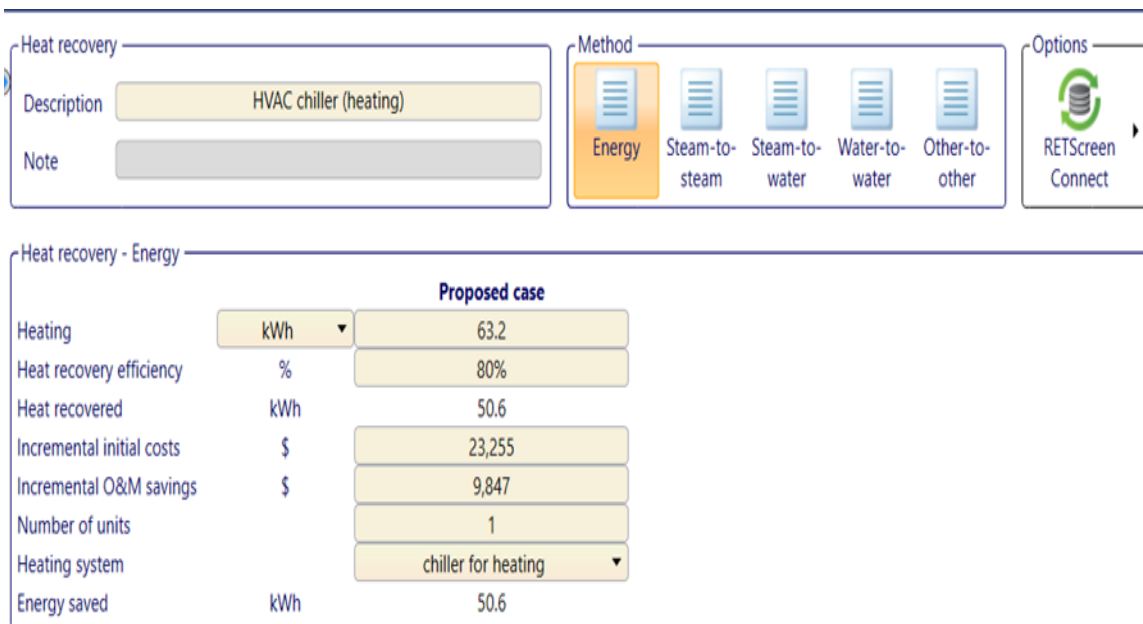 Heat recovery
Description HVAC chiller (heating)
Note
Method
Energy
Steam-to-steam
Steam-to-water
Water-to-water
Other-to-other
Options
RETScreen
Connect
Heat recovery - Energy
Proposed case
Heating kWh 63.2
Heat recovery efficiency % 80%
Heat recovered kWh 50.6
Incremental initial costs $ 23,255
Incremental O&M savings $ 9,847
Number of units 1
Heating system chiller for heating
Energy saved kWh 50.6